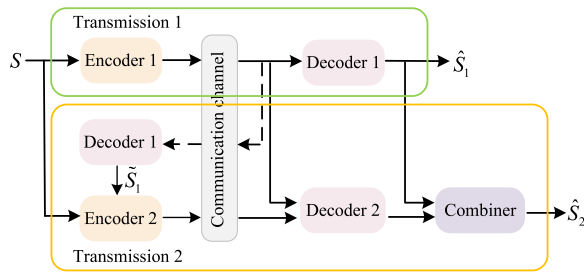 Transmission 1
S
Encoder 1
Communication channel
Decoder 1
Ŝ₁
Decoder 1
S̃₁
Encoder 2
Decoder 2
Combiner
Ŝ₂
Transmission 2